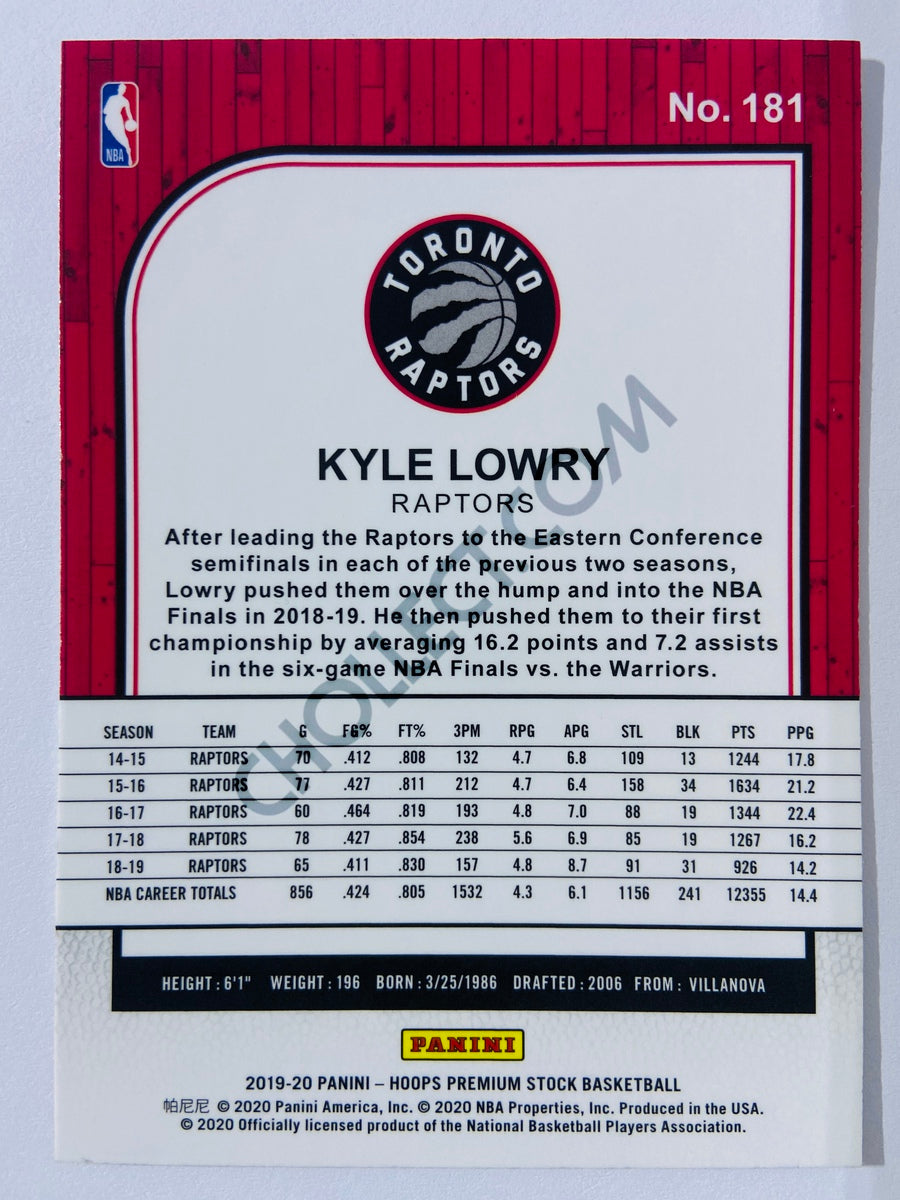 No. 181
NBA
TORONTO
RAPTORS
KYLE LOWRY
RAPTORS
After leading the Raptors to the Eastern Conference
semifinals in each of the previous two seasons,
Lowry pushed them over the hump and into the NBA
Finals in 2018-19. He then pushed them to their first
championship by averaging 16.2 points and 7.2 assists
in the six-game NBA Finals vs. the Warriors.
CHOLLECT.COM
SEASON TEAM G FG% FT% 3PM RPG APG STL BLK PTS PPG
14-15 RAPTORS 70 .412 .808 132 4.7 6.8 109 13 1244 17.8
15-16 RAPTORS 77 .427 .811 212 4.7 6.4 158 34 1634 21.2
16-17 RAPTORS 60 .464 .819 193 4.8 7.0 88 19 1344 22.4
17-18 RAPTORS 78 .427 .854 238 5.6 6.9 85 19 1267 16.2
18-19 RAPTORS 65 .411 .830 157 4.8 8.7 91 31 926 14.2
NBA CAREER TOTALS 856 .424 .805 1532 4.3 6.1 1156 241 12355 14.4
HEIGHT: 6'1" WEIGHT: 196 BORN: 3/25/1986 DRAFTED: 2006 FROM: VILLANOVA
PANINI
2019-20 PANINI – HOOPS PREMIUM STOCK BASKETBALL
帕尼尼 © 2020 Panini America, Inc. © 2020 NBA Properties, Inc. Produced in the USA.
© 2020 Officially licensed product of the National Basketball Players Association.